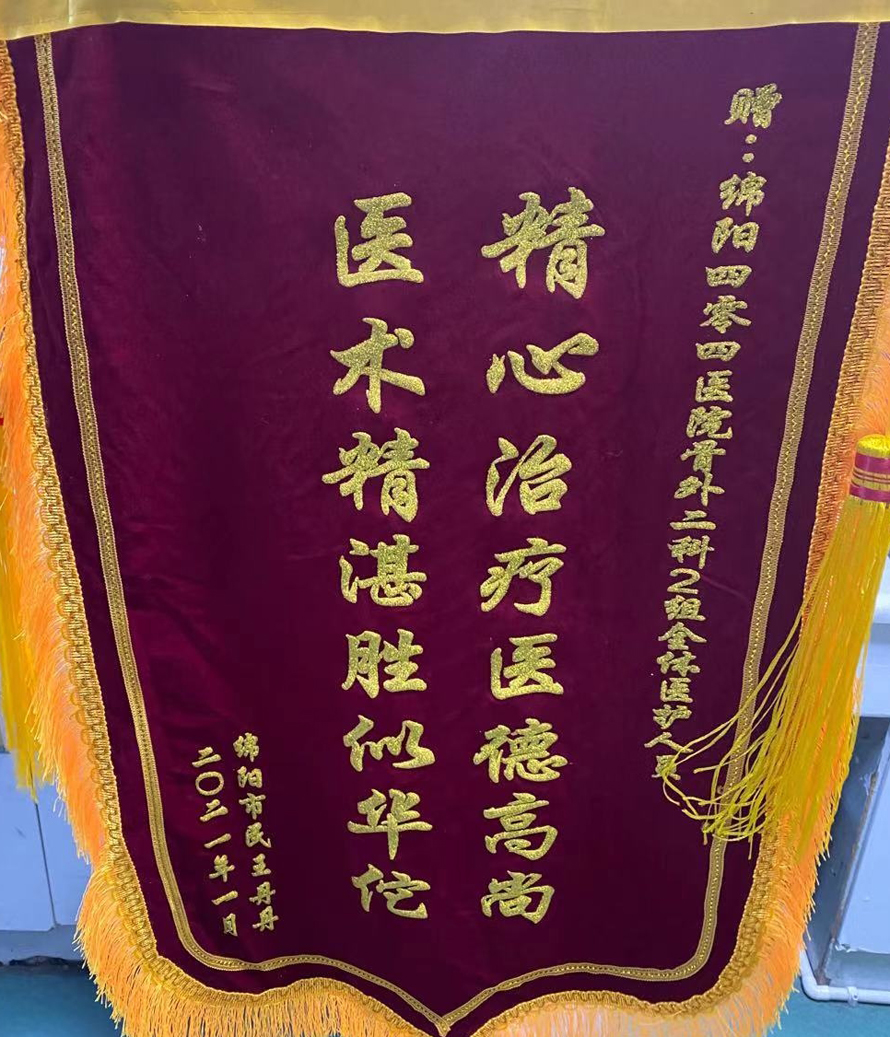 赠：绵阳四零四医院骨外二科2组全体医护人员
精心治疗医德高尚
医术精湛胜似华佗
绵阳市民王丹丹
二〇二一年一月